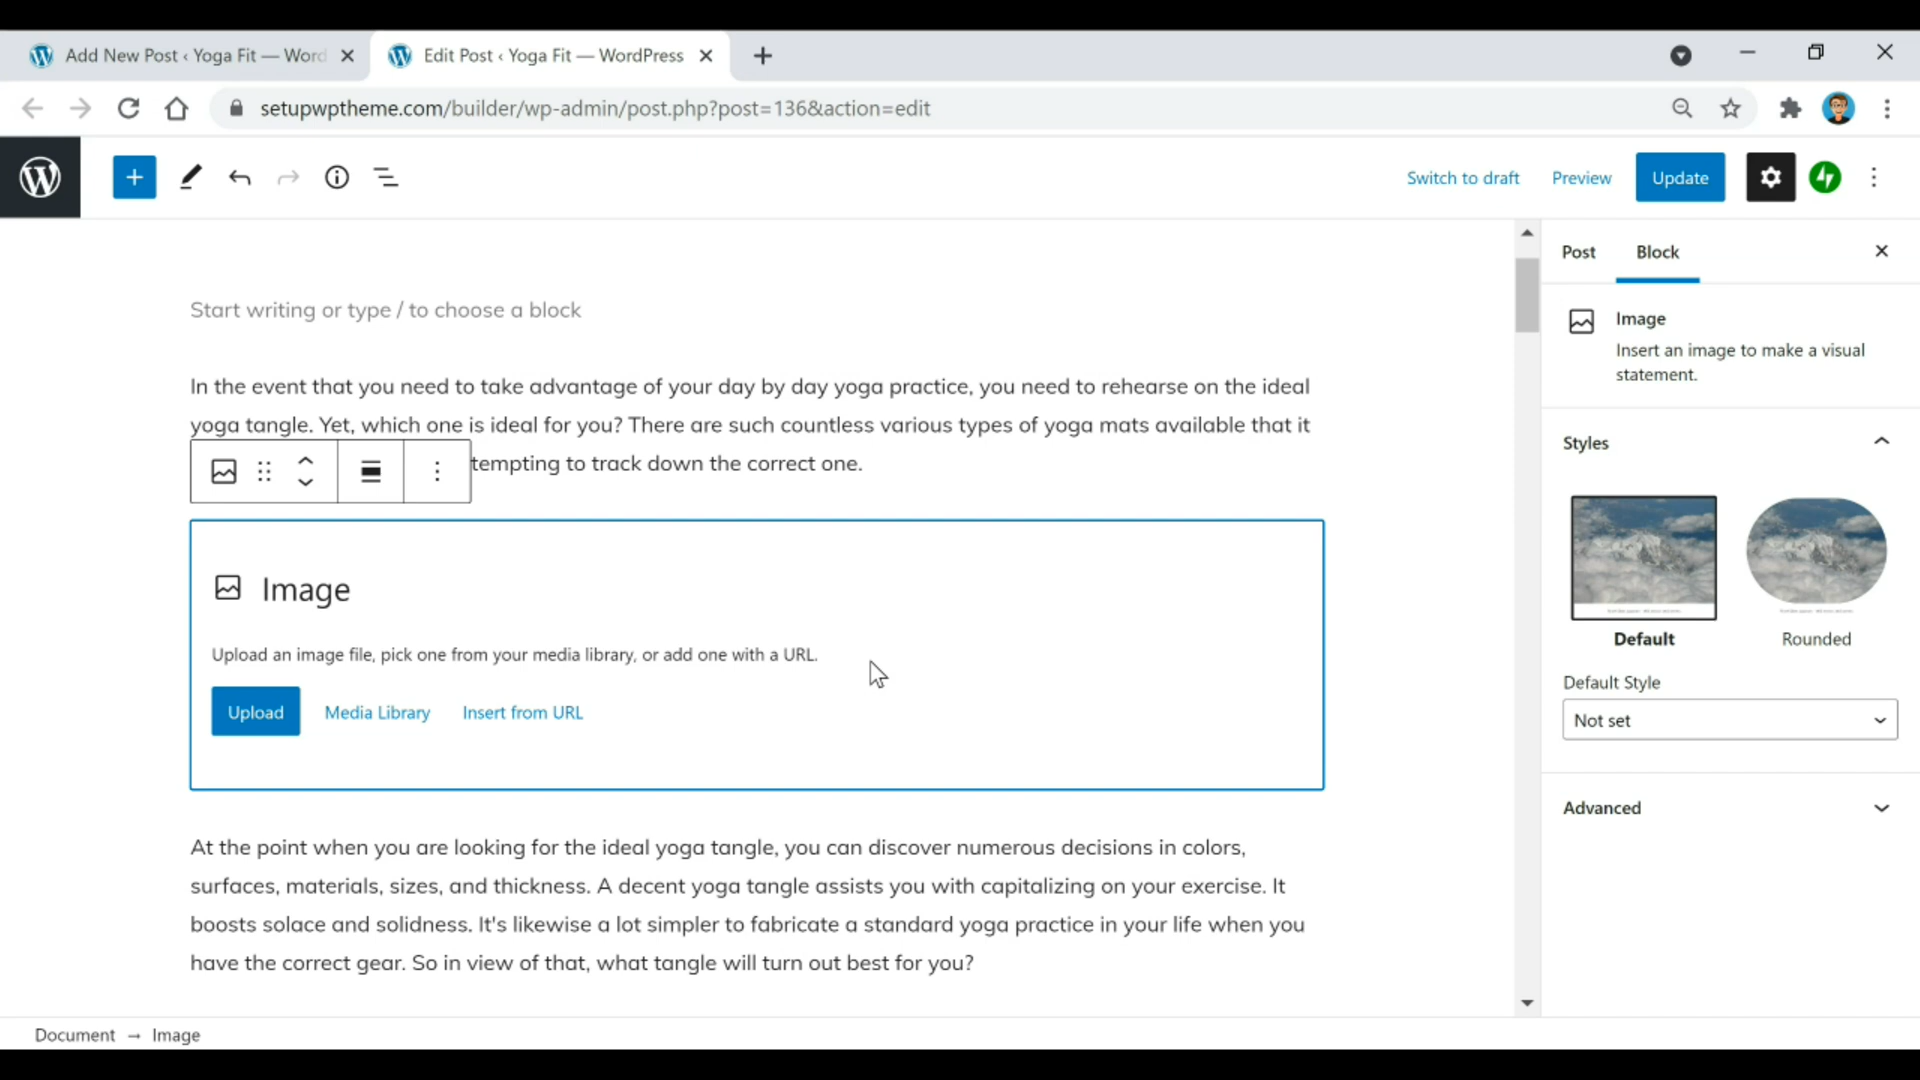 Add New Post ‹ Yoga Fit — Word
Edit Post ‹ Yoga Fit — WordPress
setupwptheme.com/builder/wp-admin/post.php?post=136&action=edit
Switch to draft
Preview
Update
Post
Block
Start writing or type / to choose a block
Image
Insert an image to make a visual
statement.
In the event that you need to take advantage of your day by day yoga practice, you need to rehearse on the ideal
yoga tangle. Yet, which one is ideal for you? There are such countless various types of yoga mats available that it
tempting to track down the correct one.
Styles
Default
Rounded
Default Style
Not set
Advanced
Image
Upload an image file, pick one from your media library, or add one with a URL.
Upload
Media Library
Insert from URL
At the point when you are looking for the ideal yoga tangle, you can discover numerous decisions in colors,
surfaces, materials, sizes, and thickness. A decent yoga tangle assists you with capitalizing on your exercise. It
boosts solace and solidness. It's likewise a lot simpler to fabricate a standard yoga practice in your life when you
have the correct gear. So in view of that, what tangle will turn out best for you?
Document → Image